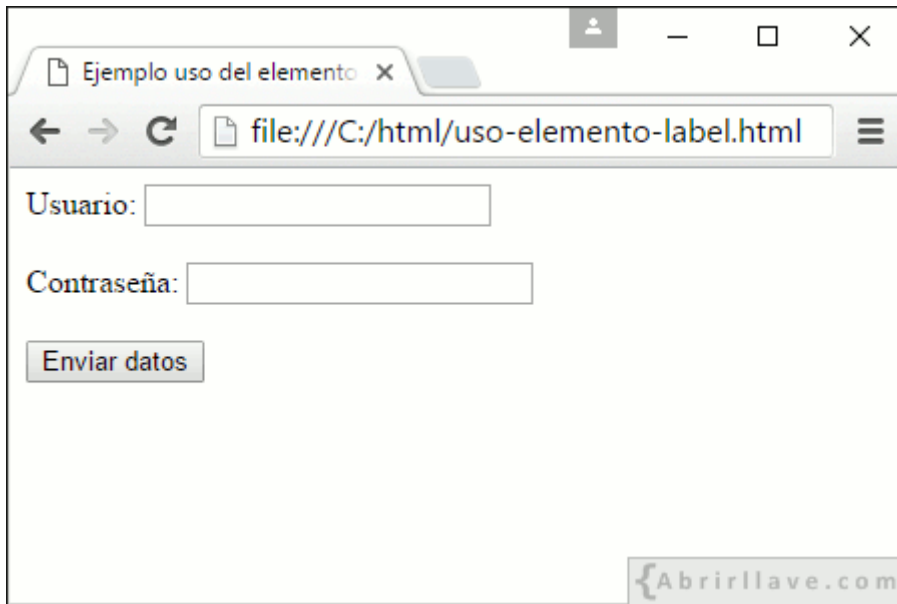 Ejemplo uso del elemento
file:///C:/html/uso-elemento-label.html
Usuario:
Contraseña:
Enviar datos
{Abrirllave.com